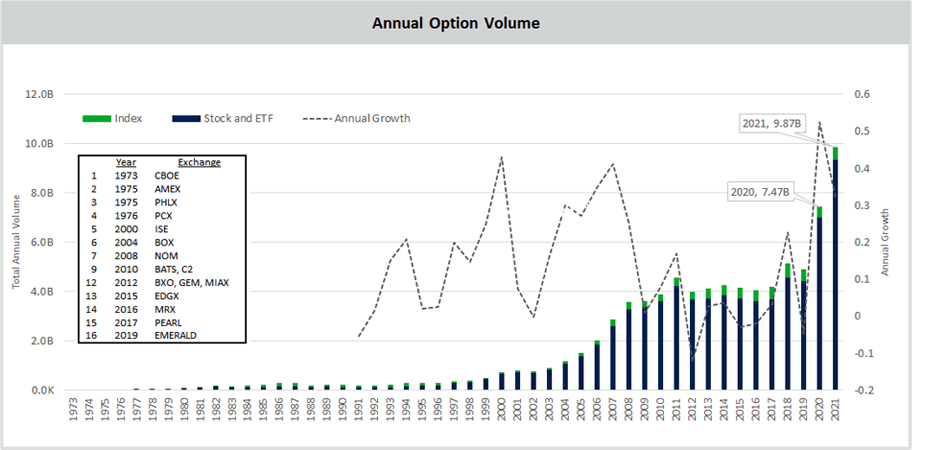 Annual Option Volume
12.0B
10.0B
8.0B
6.0B
4.0B
2.0B
0.0K
Total Annual Volume
Index
Stock and ETF
Annual Growth
Year Exchange
1 1973 CBOE
2 1975 AMEX
3 1975 PHLX
4 1976 PCX
5 2000 ISE
6 2004 BOX
7 2008 NOM
9 2010 BATS, C2
12 2012 BXO, GEM, MIAX
13 2015 EDGX
14 2016 MRX
15 2017 PEARL
16 2019 EMERALD
2021, 9.87B
2020, 7.47B
0.6
0.5
0.4
0.3
0.2
0.1
0
-0.1
-0.2
Annual Growth
1973 1974 1975 1976 1977 1978 1979 1980 1981 1982 1983 1984 1985 1986 1987 1988 1989 1990 1991 1992 1993 1994 1995 1996 1997 1998 1999 2000 2001 2002 2003 2004 2005 2006 2007 2008 2009 2010 2011 2012 2013 2014 2015 2016 2017 2018 2019 2020 2021